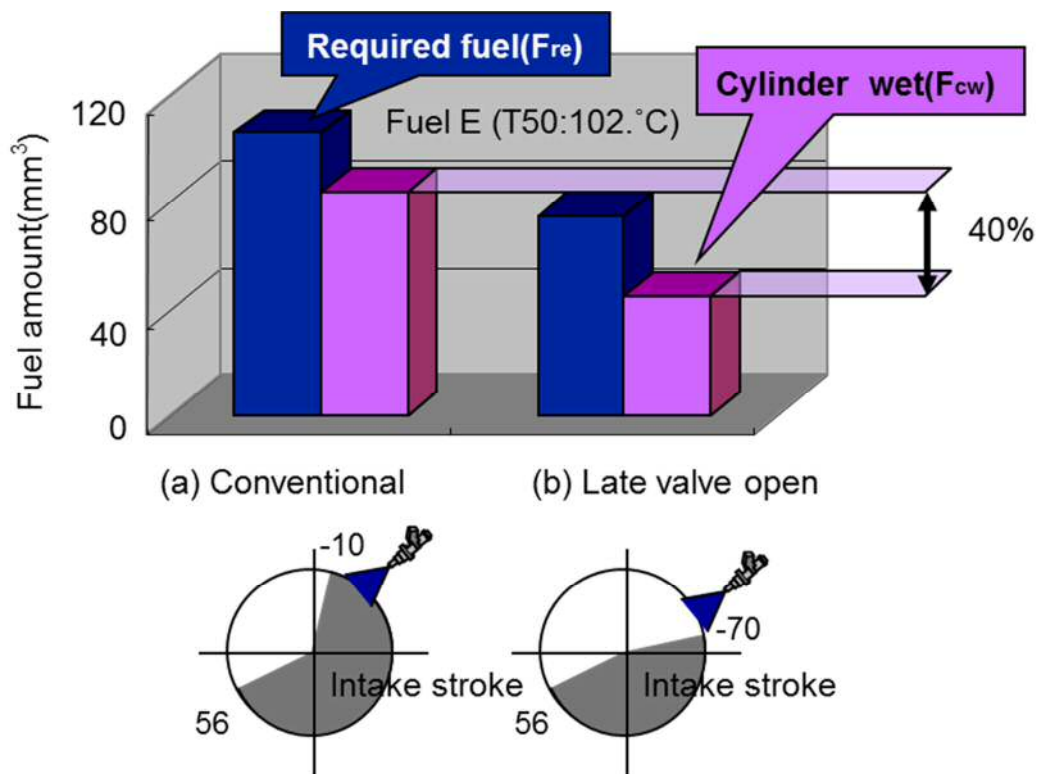 Required fuel(Fre)
Cylinder wet(Fcw)
Fuel E (T50:102.˚C)
Fuel amount(mm³)
120
80
40
0
40%
(a) Conventional
(b) Late valve open
-10
Intake stroke
56
-70
Intake stroke
56